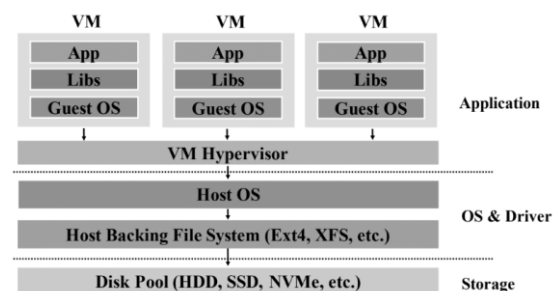 VM VM VM
App App App
Libs Libs Libs
Guest OS Guest OS Guest OS
Application
VM Hypervisor
Host OS
OS & Driver
Host Backing File System (Ext4, XFS, etc.)
Disk Pool (HDD, SSD, NVMe, etc.)
Storage